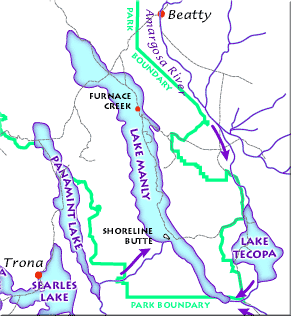 Beatty
PARK
BOUNDARY
Amargosa River
FURNACE
CREEK
LAKE MANLY
PANAMINT LAKE
SHORELINE
BUTTE
LAKE
TECOPA
Trona
SEARLES
LAKE
PARK BOUNDARY